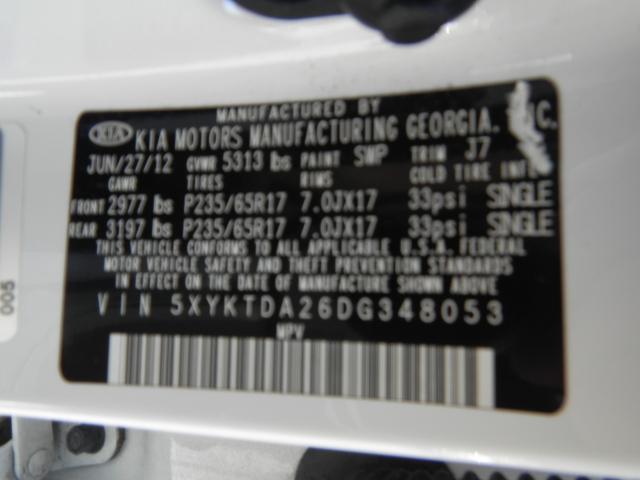 MANUFACTURED BY
KIA KIA MOTORS MANUFACTURING GEORGIA. INC.
JUN/27/12 GVWR 5313 lbs PAINT SWP TRIM J7
GAWR TIRES RIMS COLD TIRE INFL
FRONT 2977 lbs P235/65R17 7.0JX17 33psi SINGLE
REAR 3197 lbs P235/65R17 7.0JX17 33psi SINGLE
THIS VEHICLE CONFORMS TO ALL APPLICABLE U.S.A. FEDERAL
MOTOR VEHICLE SAFETY AND THEFT PREVENTION STANDARDS
IN EFFECT ON THE DATE OF MANUFACTURE SHOWN ABOVE
VIN 5XYKTDA26DG348053
MPV
005